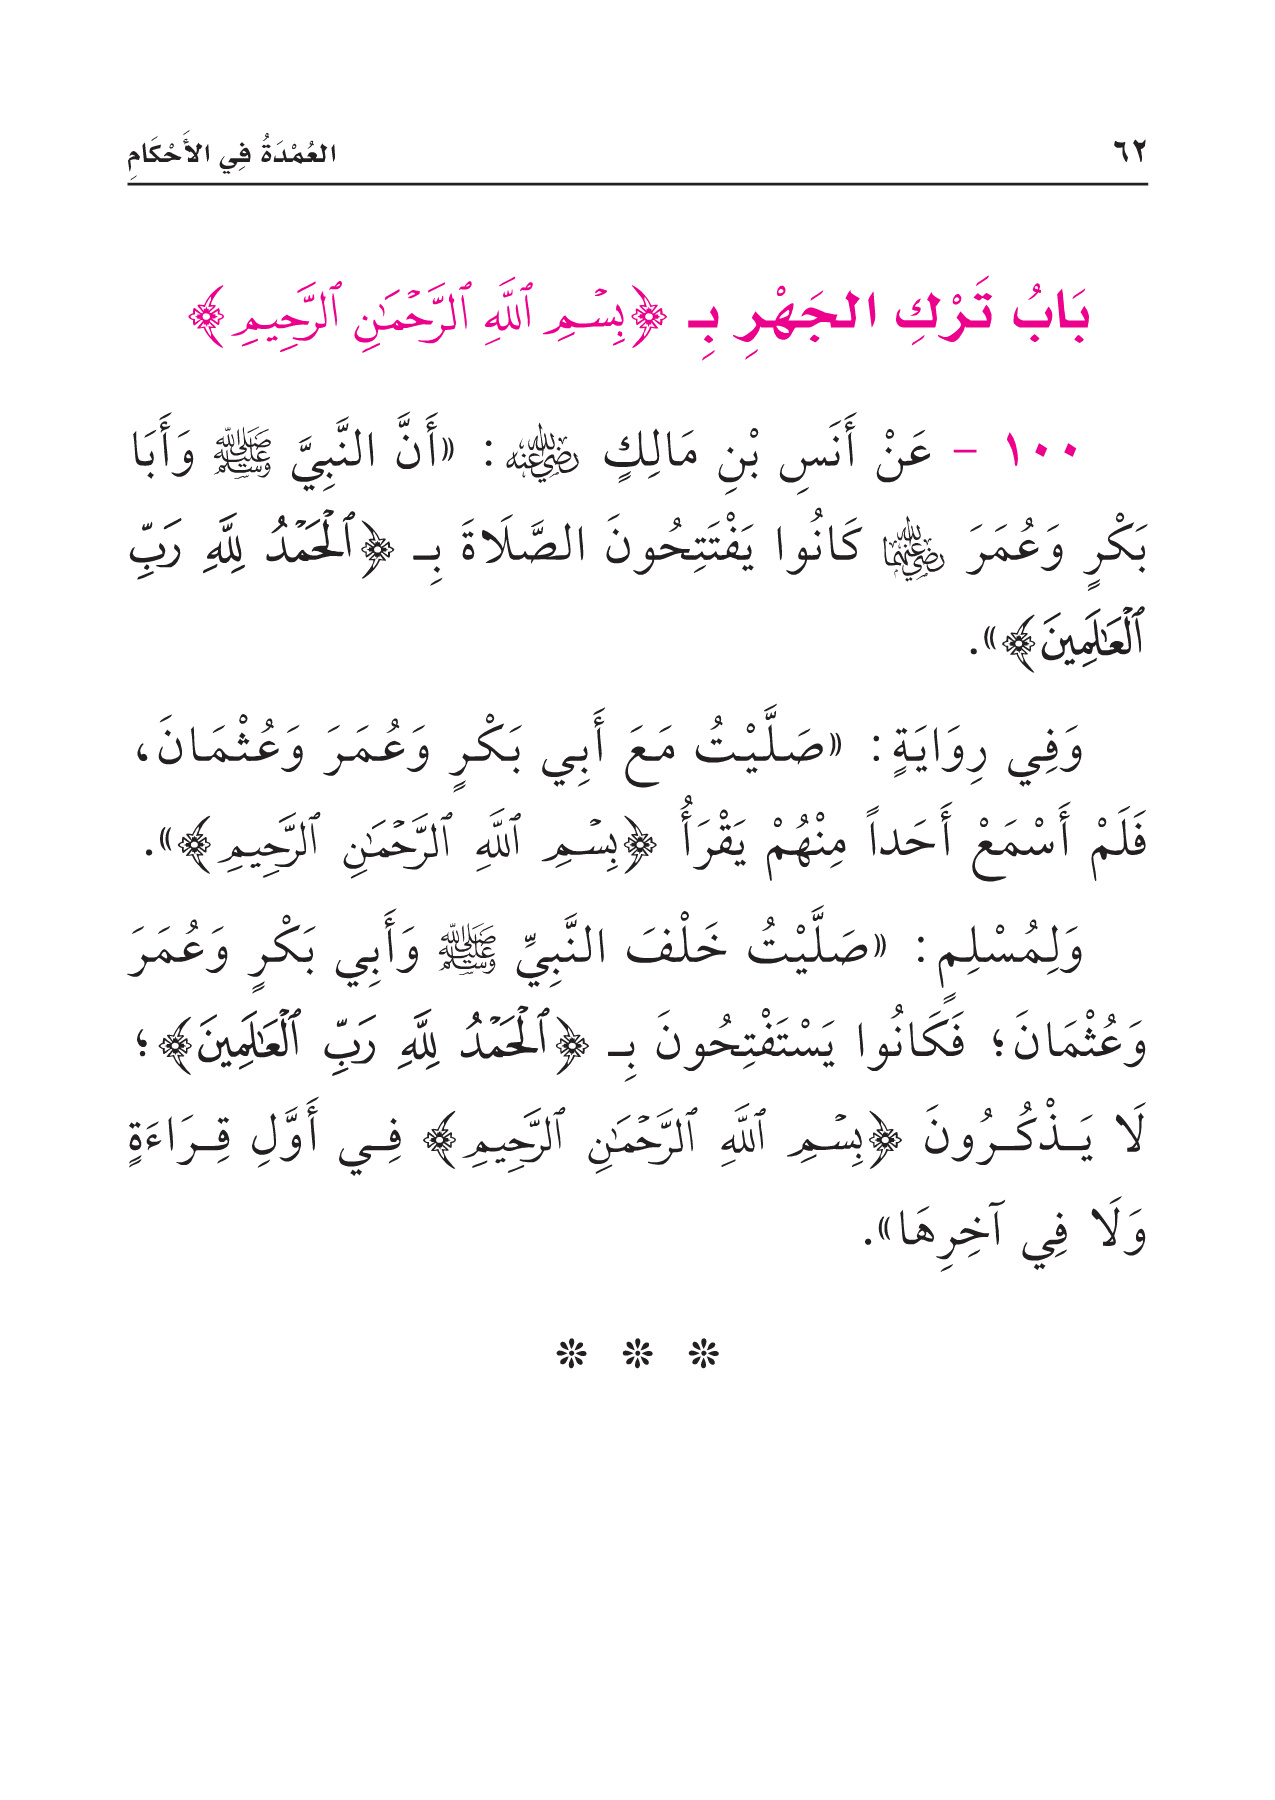 ٦٢
العُمْدَةُ فِي الأَحْكَامِ
بَابُ تَرْكِ الجَهْرِ بِـ ﴿بِسْمِ ٱللَّهِ ٱلرَّحْمَٰنِ ٱلرَّحِيمِ﴾
١٠٠ - عَنْ أَنَسِ بْنِ مَالِكٍ رضي الله عنه: «أَنَّ النَّبِيَّ ﷺ وَأَبَا
بَكْرٍ وَعُمَرَ رضي الله عنهما كَانُوا يَفْتَتِحُونَ الصَّلَاةَ بِـ ﴿ٱلْحَمْدُ لِلَّهِ رَبِّ
ٱلْعَٰلَمِينَ﴾».
وَفِي رِوَايَةٍ: «صَلَّيْتُ مَعَ أَبِي بَكْرٍ وَعُمَرَ وَعُثْمَانَ،
فَلَمْ أَسْمَعْ أَحَداً مِنْهُمْ يَقْرَأُ ﴿بِسْمِ ٱللَّهِ ٱلرَّحْمَٰنِ ٱلرَّحِيمِ﴾».
وَلِمُسْلِمٍ: «صَلَّيْتُ خَلْفَ النَّبِيِّ ﷺ وَأَبِي بَكْرٍ وَعُمَرَ
وَعُثْمَانَ؛ فَكَانُوا يَسْتَفْتِحُونَ بِـ ﴿ٱلْحَمْدُ لِلَّهِ رَبِّ ٱلْعَٰلَمِينَ﴾؛
لَا يَذْكُرُونَ ﴿بِسْمِ ٱللَّهِ ٱلرَّحْمَٰنِ ٱلرَّحِيمِ﴾ فِي أَوَّلِ قِرَاءَةٍ
وَلَا فِي آخِرِهَا».